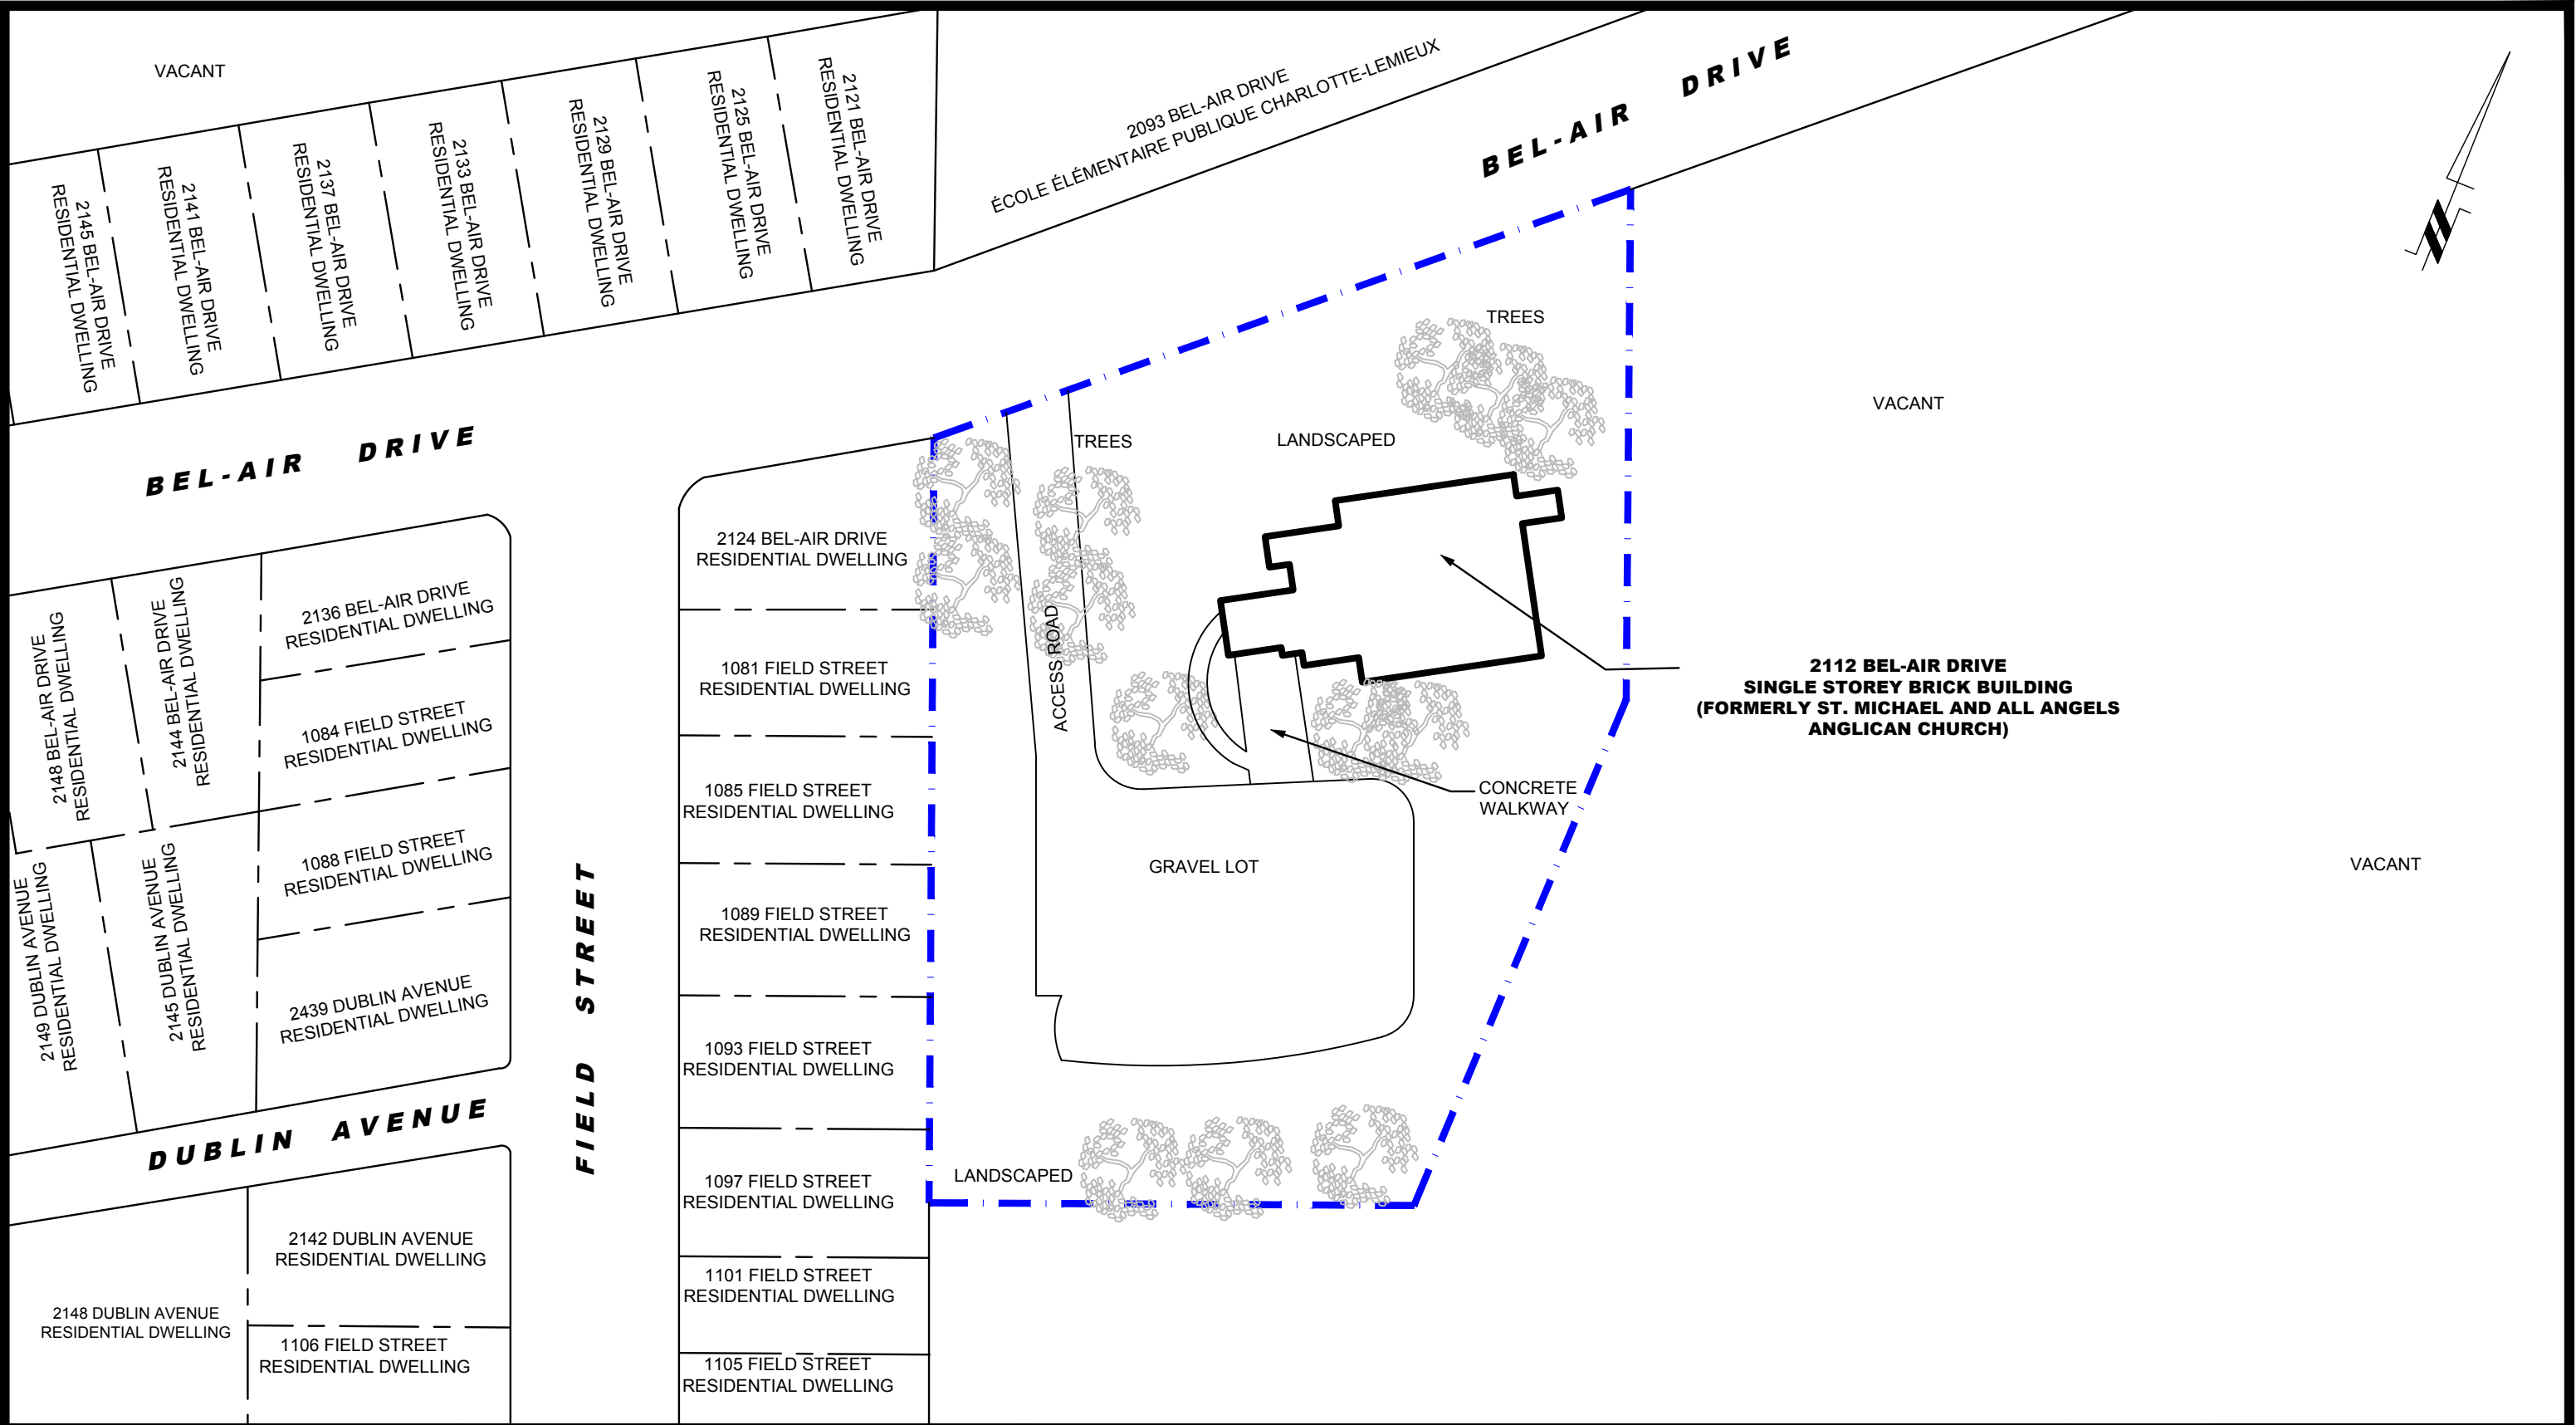 VACANT
2145 BEL-AIR DRIVE
RESIDENTIAL DWELLING
2141 BEL-AIR DRIVE
RESIDENTIAL DWELLING
2137 BEL-AIR DRIVE
RESIDENTIAL DWELLING
2133 BEL-AIR DRIVE
RESIDENTIAL DWELLING
2129 BEL-AIR DRIVE
RESIDENTIAL DWELLING
2125 BEL-AIR DRIVE
RESIDENTIAL DWELLING
2121 BEL-AIR DRIVE
RESIDENTIAL DWELLING
2093 BEL-AIR DRIVE
ÉCOLE ÉLÉMENTAIRE PUBLIQUE CHARLOTTE-LEMIEUX
BEL-AIR DRIVE
BEL-AIR DRIVE
TREES
VACANT
TREES
LANDSCAPED
2124 BEL-AIR DRIVE
RESIDENTIAL DWELLING
2136 BEL-AIR DRIVE
RESIDENTIAL DWELLING
2148 BEL-AIR DRIVE
RESIDENTIAL DWELLING
2144 BEL-AIR DRIVE
RESIDENTIAL DWELLING
1084 FIELD STREET
RESIDENTIAL DWELLING
1081 FIELD STREET
RESIDENTIAL DWELLING
ACCESS ROAD
2112 BEL-AIR DRIVE
SINGLE STOREY BRICK BUILDING
(FORMERLY ST. MICHAEL AND ALL ANGELS
ANGLICAN CHURCH)
1085 FIELD STREET
RESIDENTIAL DWELLING
CONCRETE
WALKWAY
1088 FIELD STREET
RESIDENTIAL DWELLING
GRAVEL LOT
VACANT
2149 DUBLIN AVENUE
RESIDENTIAL DWELLING
2145 DUBLIN AVENUE
RESIDENTIAL DWELLING
1089 FIELD STREET
RESIDENTIAL DWELLING
2439 DUBLIN AVENUE
RESIDENTIAL DWELLING
FIELD STREET
1093 FIELD STREET
RESIDENTIAL DWELLING
DUBLIN AVENUE
1097 FIELD STREET
RESIDENTIAL DWELLING
LANDSCAPED
2142 DUBLIN AVENUE
RESIDENTIAL DWELLING
1101 FIELD STREET
RESIDENTIAL DWELLING
2148 DUBLIN AVENUE
RESIDENTIAL DWELLING
1106 FIELD STREET
RESIDENTIAL DWELLING
1105 FIELD STREET
RESIDENTIAL DWELLING